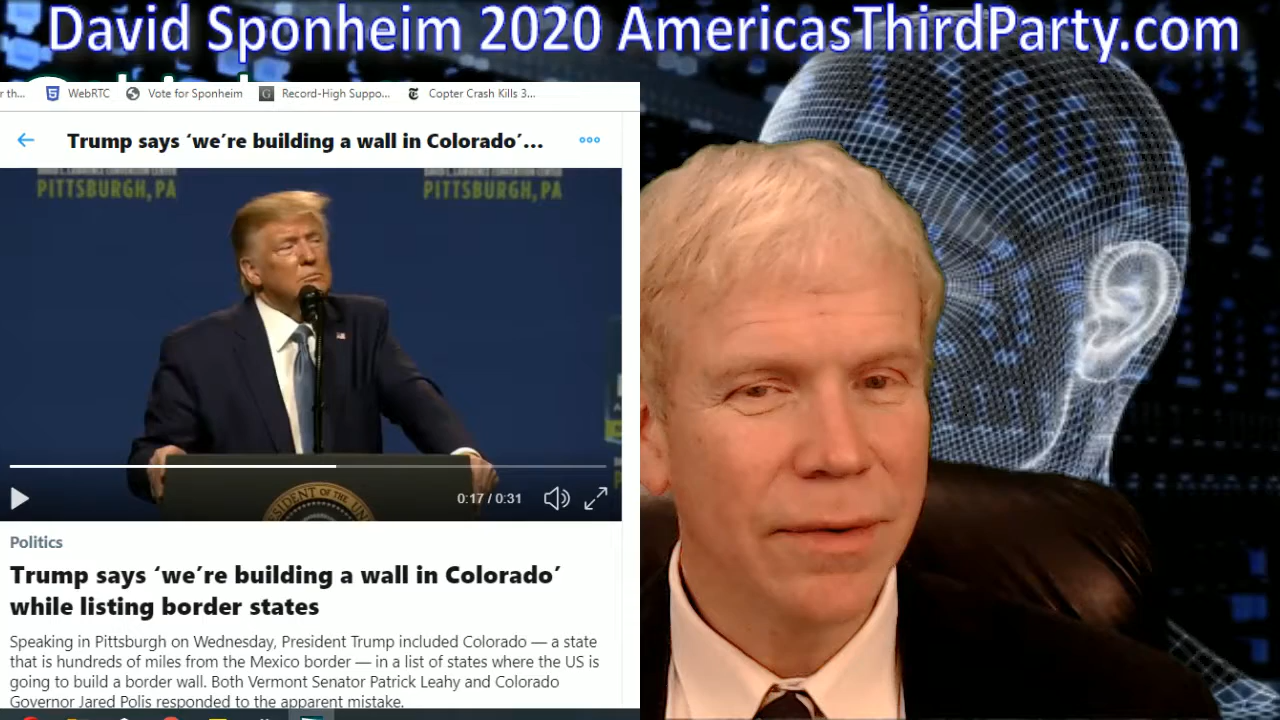 David Sponheim 2020 AmericasThirdParty.com
WebRTC
Vote for Sponheim
Record-High Suppo...
Copter Crash Kills 3...
Trump says ‘we’re building a wall in Colorado’...
PITTSBURGH, PA
PITTSBURGH, PA
0:17 / 0:31
Politics
Trump says ‘we’re building a wall in Colorado’
while listing border states
Speaking in Pittsburgh on Wednesday, President Trump included Colorado — a state
that is hundreds of miles from the Mexico border — in a list of states where the US is
going to build a border wall. Both Vermont Senator Patrick Leahy and Colorado
Governor Jared Polis responded to the apparent mistake.